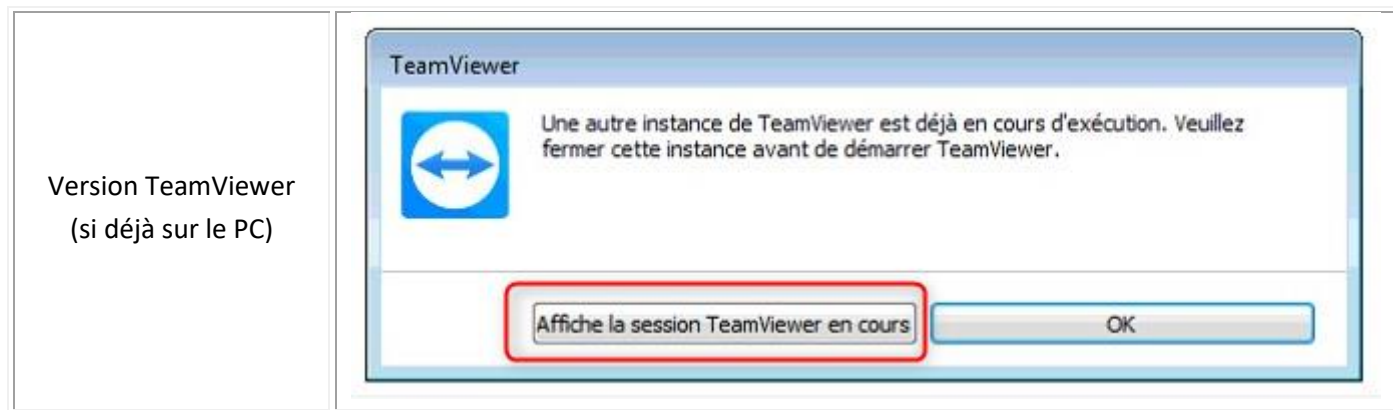 Version TeamViewer
(si déjà sur le PC)
TeamViewer
Une autre instance de TeamViewer est déjà en cours d'exécution. Veuillez
fermer cette instance avant de démarrer TeamViewer.
Affiche la session TeamViewer en cours
OK